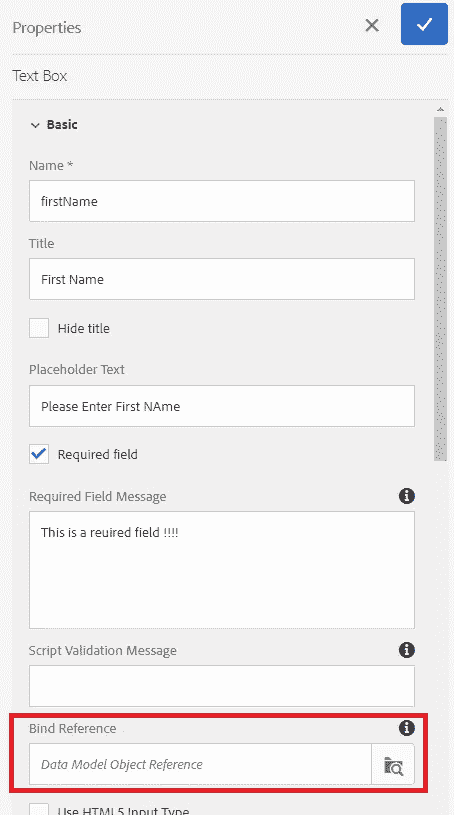 Properties
Text Box
Basic
Name *
firstName
Title
First Name
Hide title
Placeholder Text
Please Enter First NAme
Required field
Required Field Message
This is a reuired field !!!!
Script Validation Message
Bind Reference
Data Model Object Reference
Use HTML5 Input Type